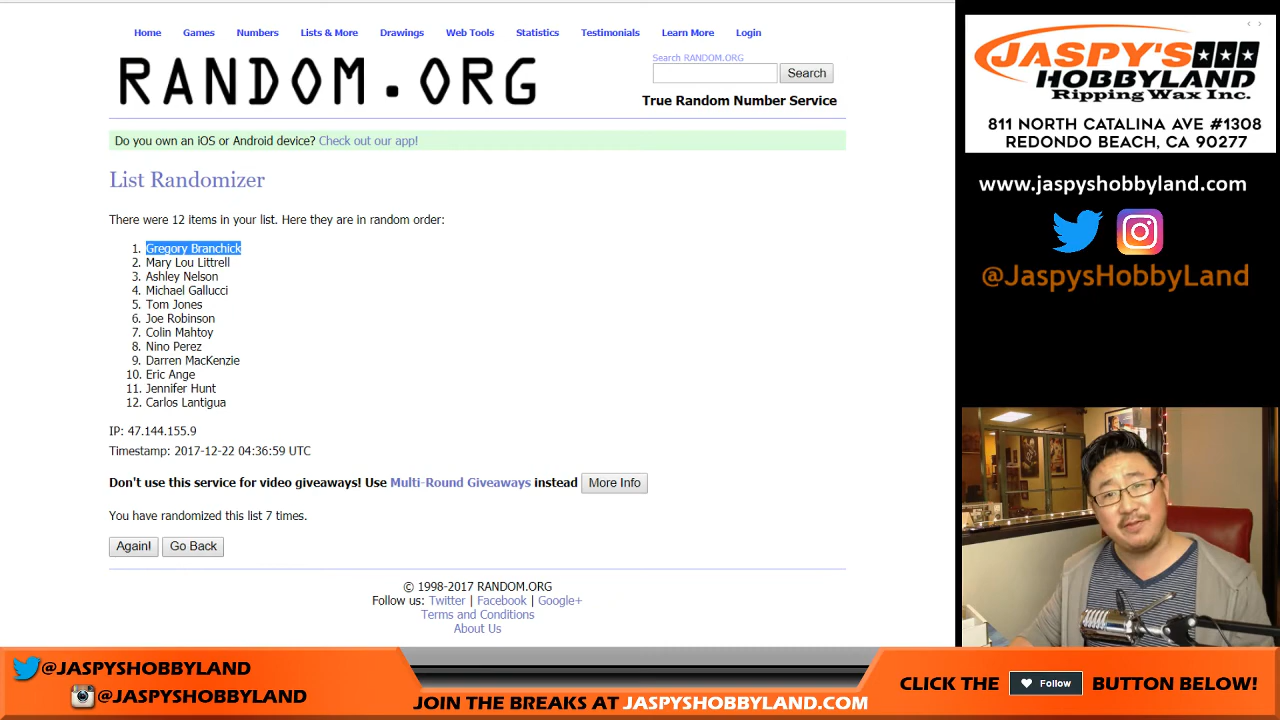 Home Games Numbers Lists & More Drawings Web Tools Statistics Testimonials Learn More Login
RANDOM.ORG
Search RANDOM.ORG
Search
True Random Number Service
Do you own an iOS or Android device? Check out our app!
List Randomizer
There were 12 items in your list. Here they are in random order:
1. Gregory Branchick
2. Mary Lou Littrell
3. Ashley Nelson
4. Michael Gallucci
5. Tom Jones
6. Joe Robinson
7. Colin Mahtoy
8. Nino Perez
9. Darren MacKenzie
10. Eric Ange
11. Jennifer Hunt
12. Carlos Lantigua
IP: 47.144.155.9
Timestamp: 2017-12-22 04:36:59 UTC
Don't use this service for video giveaways! Use Multi-Round Giveaways instead More Info
You have randomized this list 7 times.
Again! Go Back
© 1998-2017 RANDOM.ORG
Follow us: Twitter | Facebook | Google+
Terms and Conditions
About Us
JASPY'S
HOBBYLAND
Ripping Wax Inc.
811 NORTH CATALINA AVE #1308
REDONDO BEACH, CA 90277
www.jaspyshobbyland.com
@JaspysHobbyLand
@JASPYSHOBBYLAND
@JASPYSHOBBYLAND
JOIN THE BREAKS AT JASPYSHOBBYLAND.COM
CLICK THE Follow BUTTON BELOW!